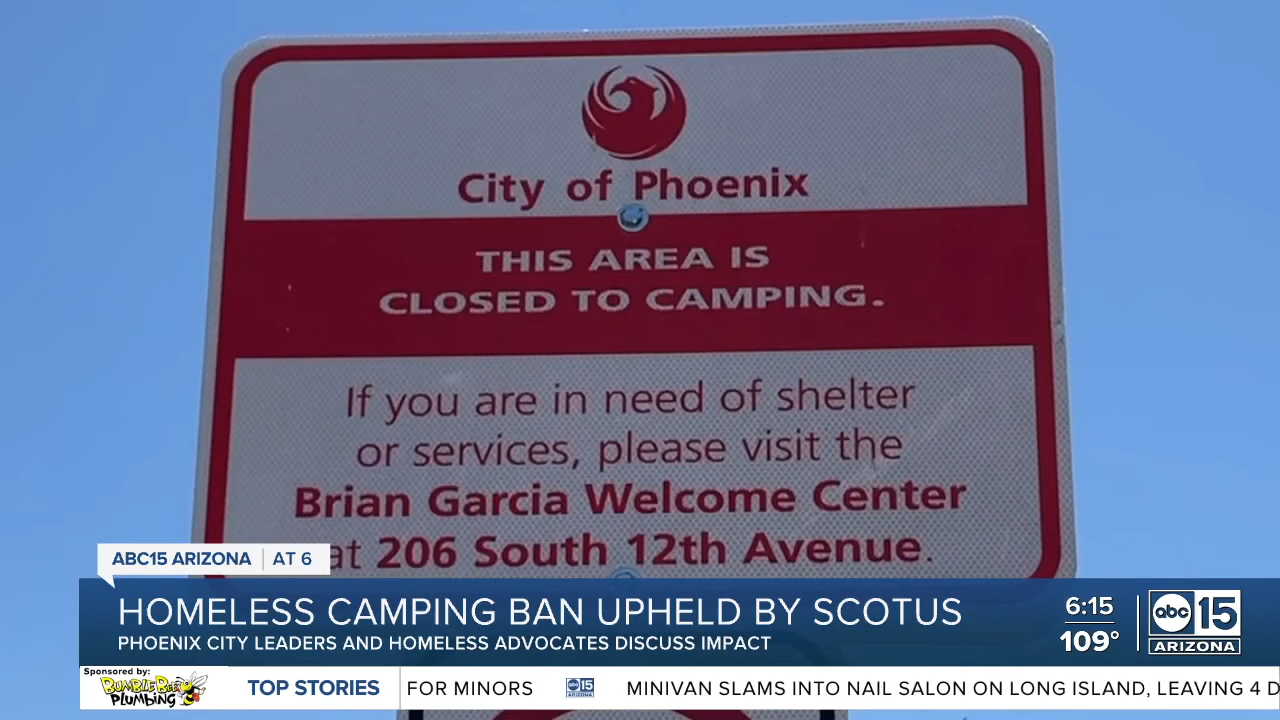 City of Phoenix
THIS AREA IS
CLOSED TO CAMPING.
If you are in need of shelter
or services, please visit the
Brian Garcia Welcome Center
at 206 South 12th Avenue.
ABC15 ARIZONA | AT 6
HOMELESS CAMPING BAN UPHELD BY SCOTUS
PHOENIX CITY LEADERS AND HOMELESS ADVOCATES DISCUSS IMPACT
6:15
109°
abc 15
ARIZONA
Sponsored by:
BumbleBee
PLUMBING
TOP STORIES
FOR MINORS
abc 15
MINIVAN SLAMS INTO NAIL SALON ON LONG ISLAND, LEAVING 4 D